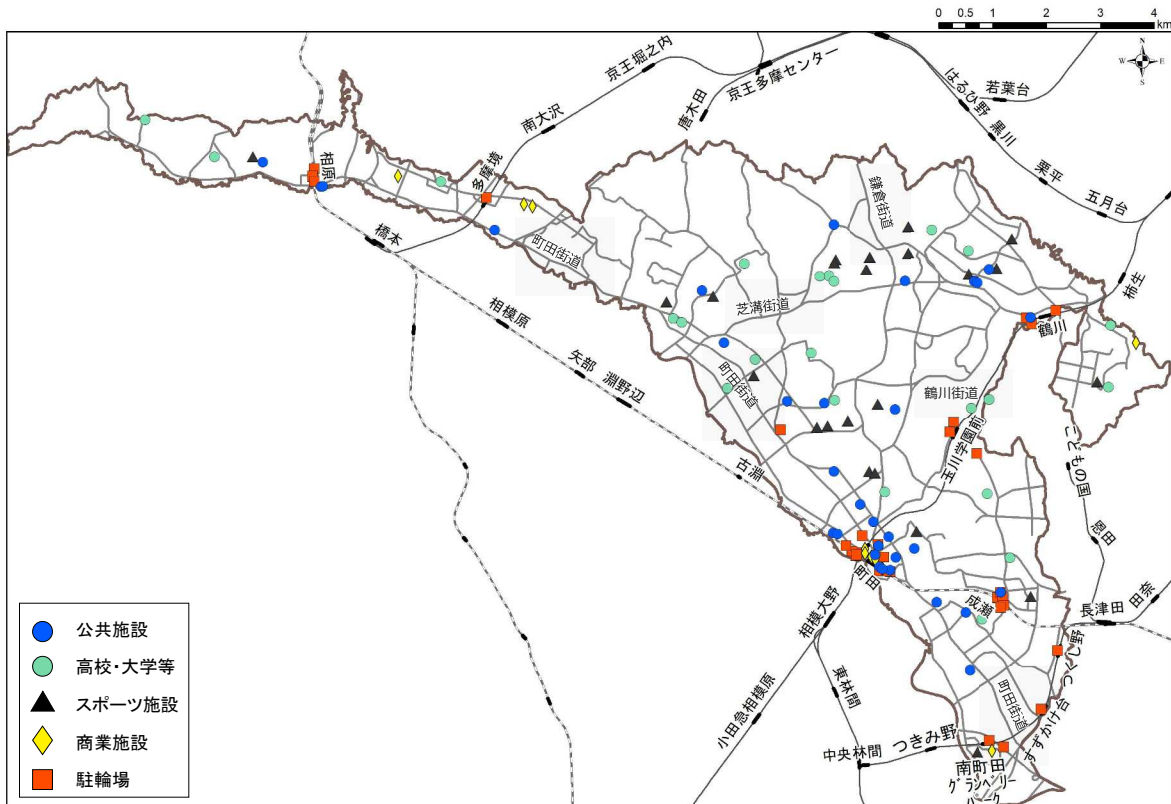 0 0.5 1 2 3 4
km
N
W E
S
京王堀之内
京王多摩センター
若葉台
はるひ野
黒川
唐木田
南大沢
栗平
五月台
相原
多摩境
鎌倉街道
柿生
橋本
町田街道
芝溝街道
相模原
鶴川
矢部
淵野辺
町田街道
鶴川街道
玉川学園前
こどもの国
古淵
恩田
町田
成瀬
田奈
長津田
相模大野
つくし野
東林間
町田街道
小田急相模原
すずかけ台
つきみ野
中央林間
南町田
グランベリー
パーク
公共施設
高校・大学等
スポーツ施設
商業施設
駐輪場